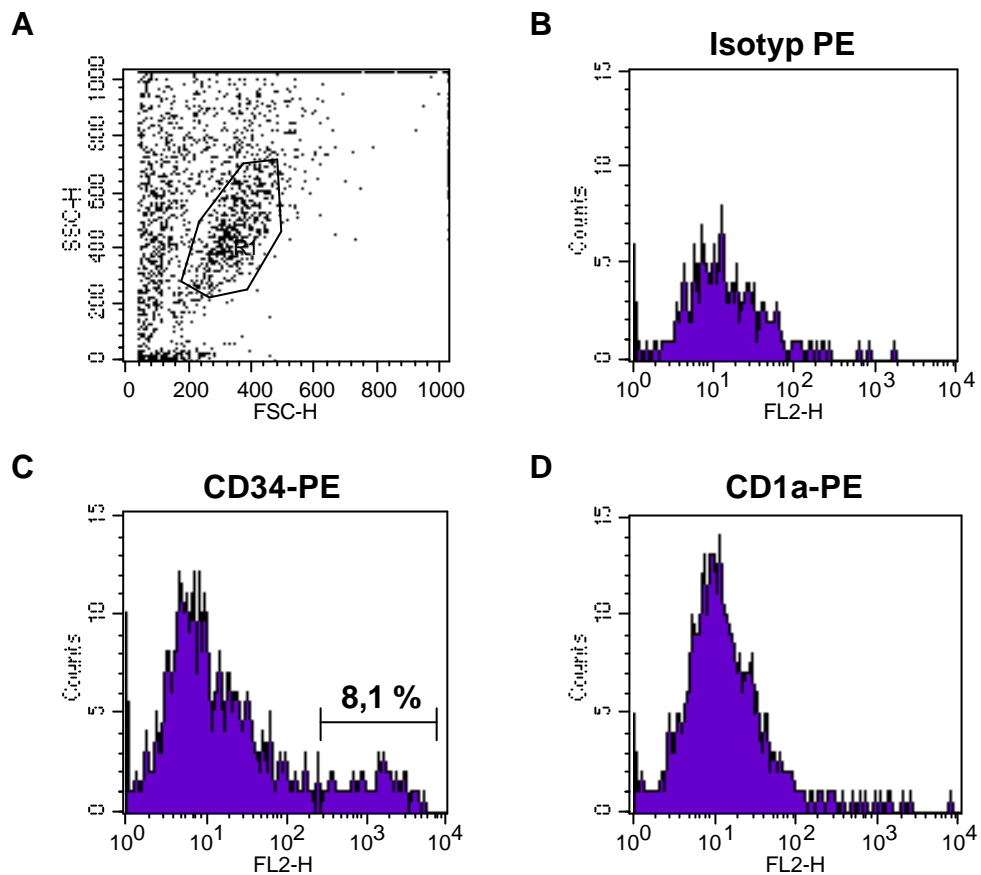 A
1000
800
600
400
200
0
SSC-H
R1
0 200 400 600 800 1000
FSC-H
B
Isotyp PE
15
10
5
0
Counts
10^0 10^1 10^2 10^3 10^4
FL2-H
C
CD34-PE
15
10
5
0
Counts
8,1 %
10^0 10^1 10^2 10^3 10^4
FL2-H
D
CD1a-PE
15
10
5
0
Counts
10^0 10^1 10^2 10^3 10^4
FL2-H